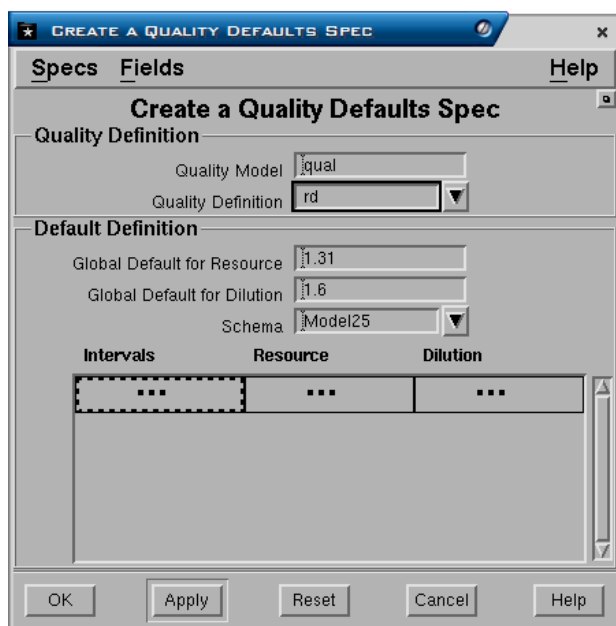 CREATE A QUALITY DEFAULTS SPEC
Specs Fields Help
Create a Quality Defaults Spec
Quality Definition
Quality Model qual
Quality Definition rd
Default Definition
Global Default for Resource 1.31
Global Default for Dilution 1.6
Schema Model25
Intervals Resource Dilution
... ... ...
OK Apply Reset Cancel Help